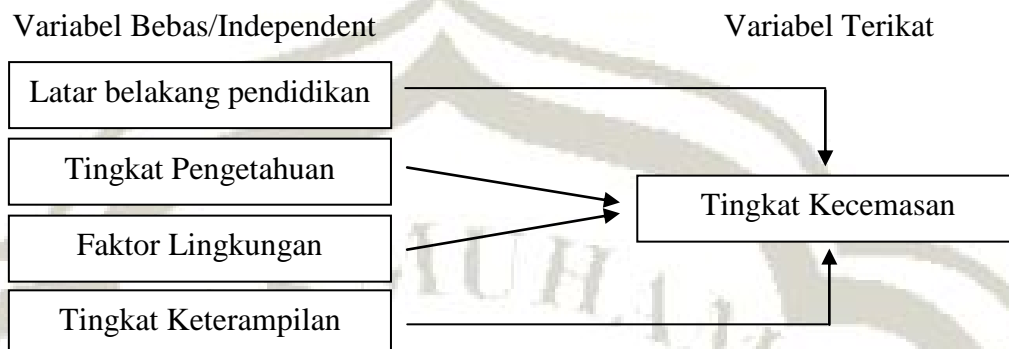 Variabel Bebas/Independent
Variabel Terikat
Latar belakang pendidikan
Tingkat Pengetahuan
Tingkat Kecemasan
Faktor Lingkungan
Tingkat Keterampilan